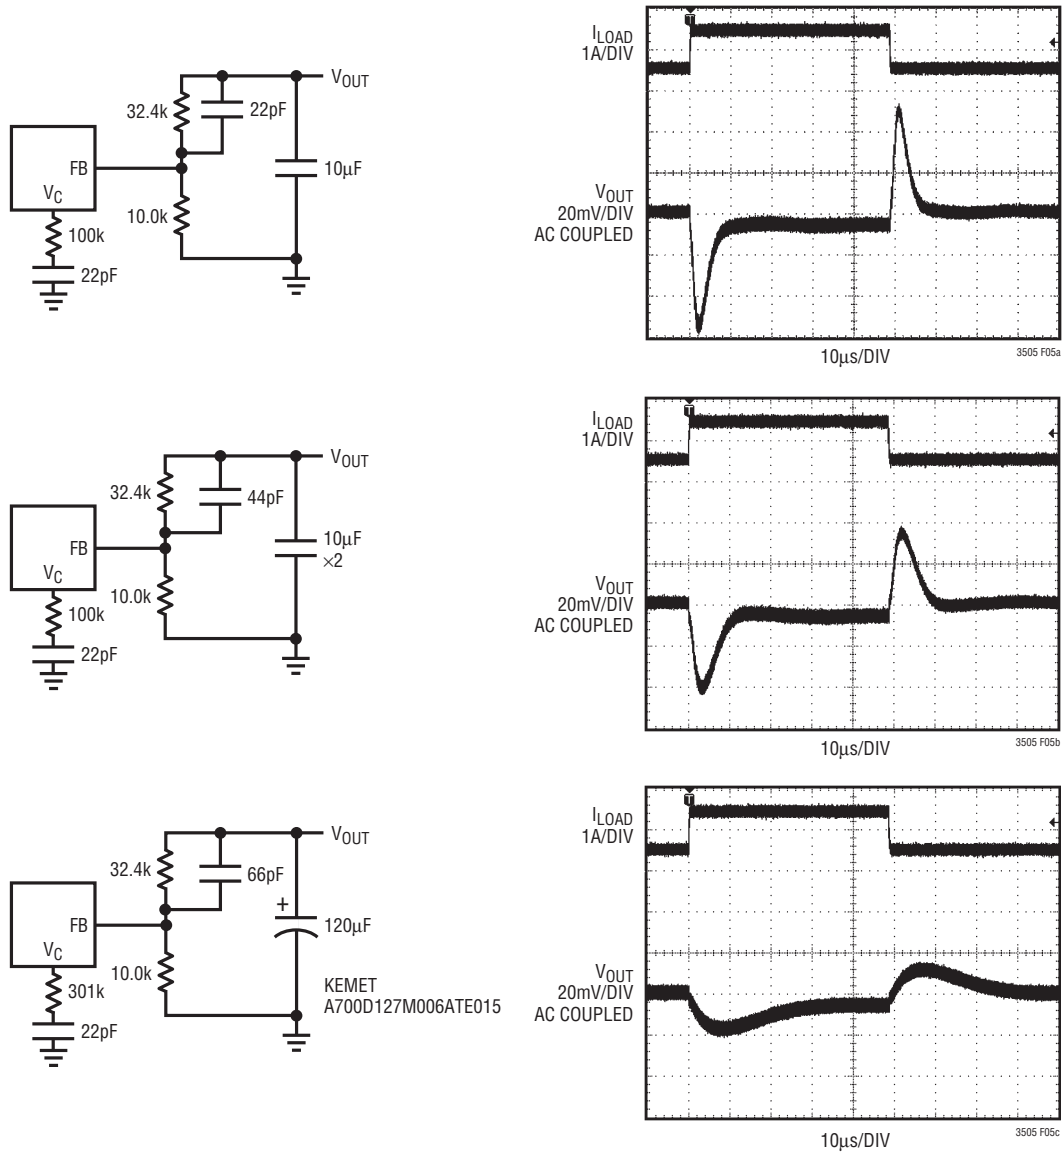 V_OUT
32.4k
22pF
FB
10µF
V_C
10.0k
100k
22pF
I_LOAD
1A/DIV
T
V_OUT
20mV/DIV
AC COUPLED
10µs/DIV
3505 F05a
V_OUT
32.4k
44pF
FB
10µF
×2
V_C
10.0k
100k
22pF
I_LOAD
1A/DIV
T
V_OUT
20mV/DIV
AC COUPLED
10µs/DIV
3505 F05b
V_OUT
32.4k
66pF
+
FB
120µF
V_C
10.0k
301k
KEMET
A700D127M006ATE015
22pF
I_LOAD
1A/DIV
T
V_OUT
20mV/DIV
AC COUPLED
10µs/DIV
3505 F05c